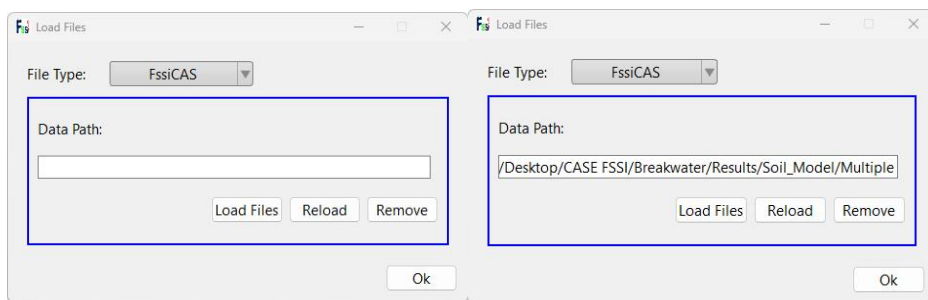 Fssi Load Files
File Type: FssiCAS
Data Path:
Load Files Reload Remove
Ok
Fssi Load Files
File Type: FssiCAS
Data Path:
/Desktop/CASE FSSI/Breakwater/Results/Soil_Model/Multiple
Load Files Reload Remove
Ok